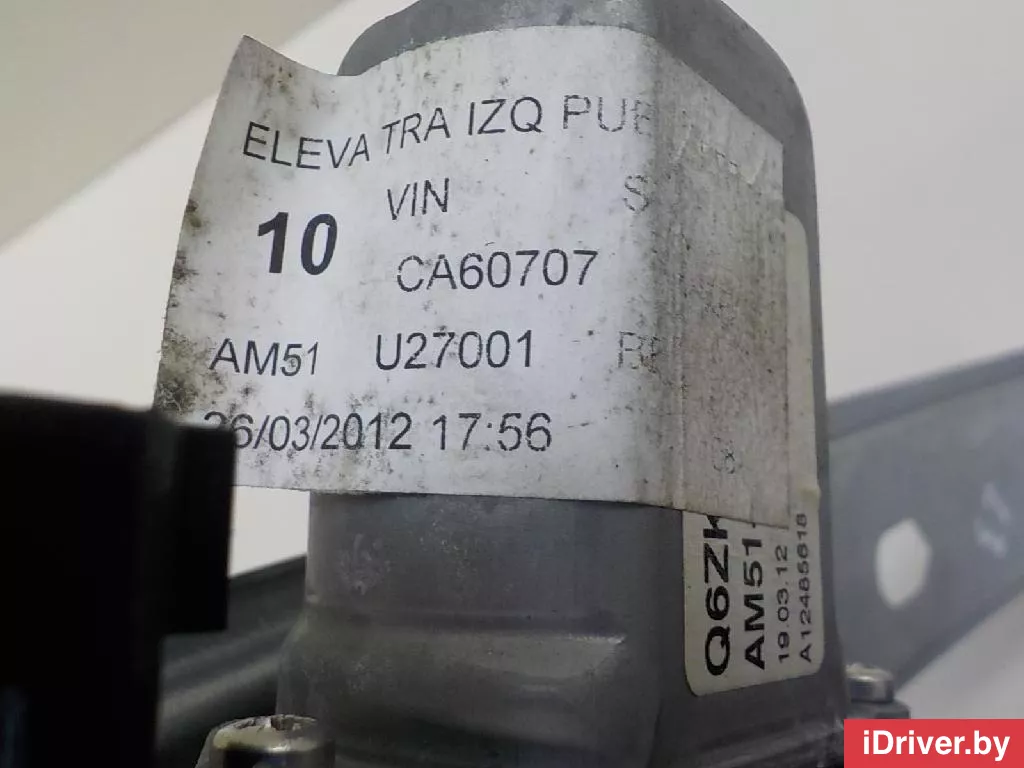 ELEVA TRA IZQ
VIN
10
CA60707
AM51 U27001
26/03/2012 17:56
AM51
19.03.12
A12485618
iDriver.by